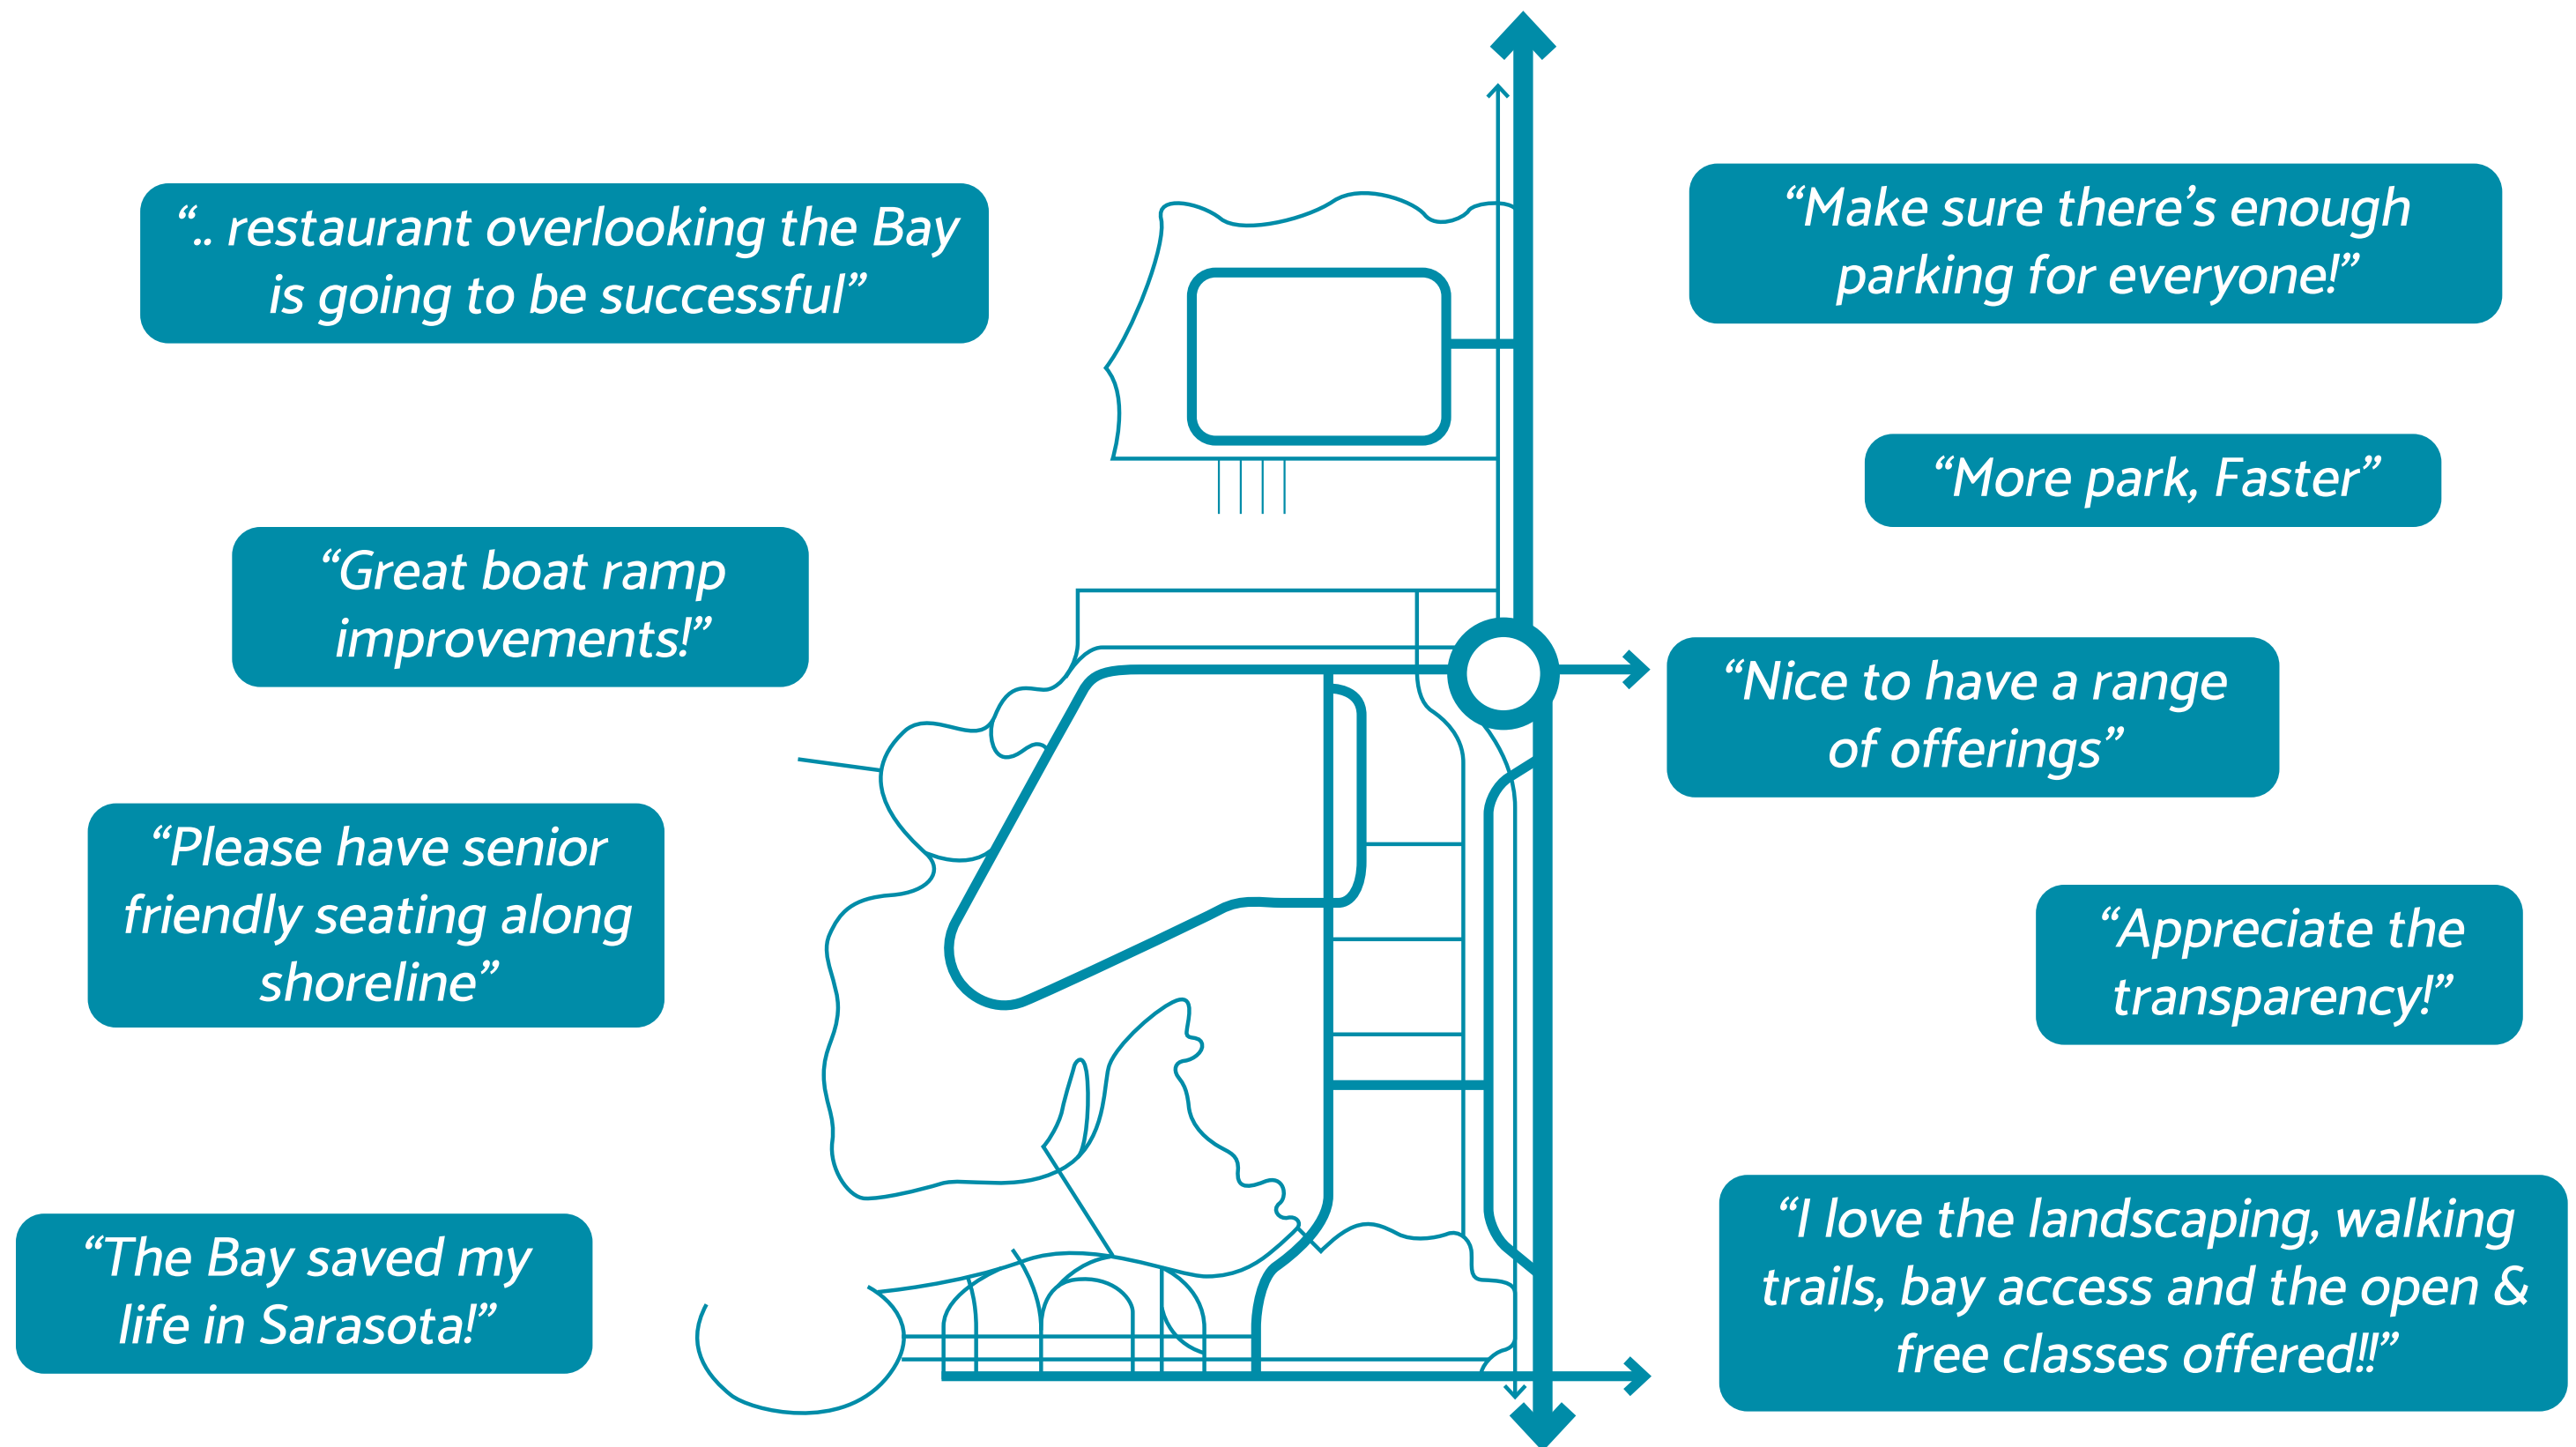 “.. restaurant overlooking the Bay
is going to be successful”
“Great boat ramp
improvements!”
“Please have senior
friendly seating along
shoreline”
“The Bay saved my
life in Sarasota!”
“Make sure there’s enough
parking for everyone!”
“More park, Faster”
“Nice to have a range
of offerings”
“Appreciate the
transparency!”
“I love the landscaping, walking
trails, bay access and the open &
free classes offered!!”